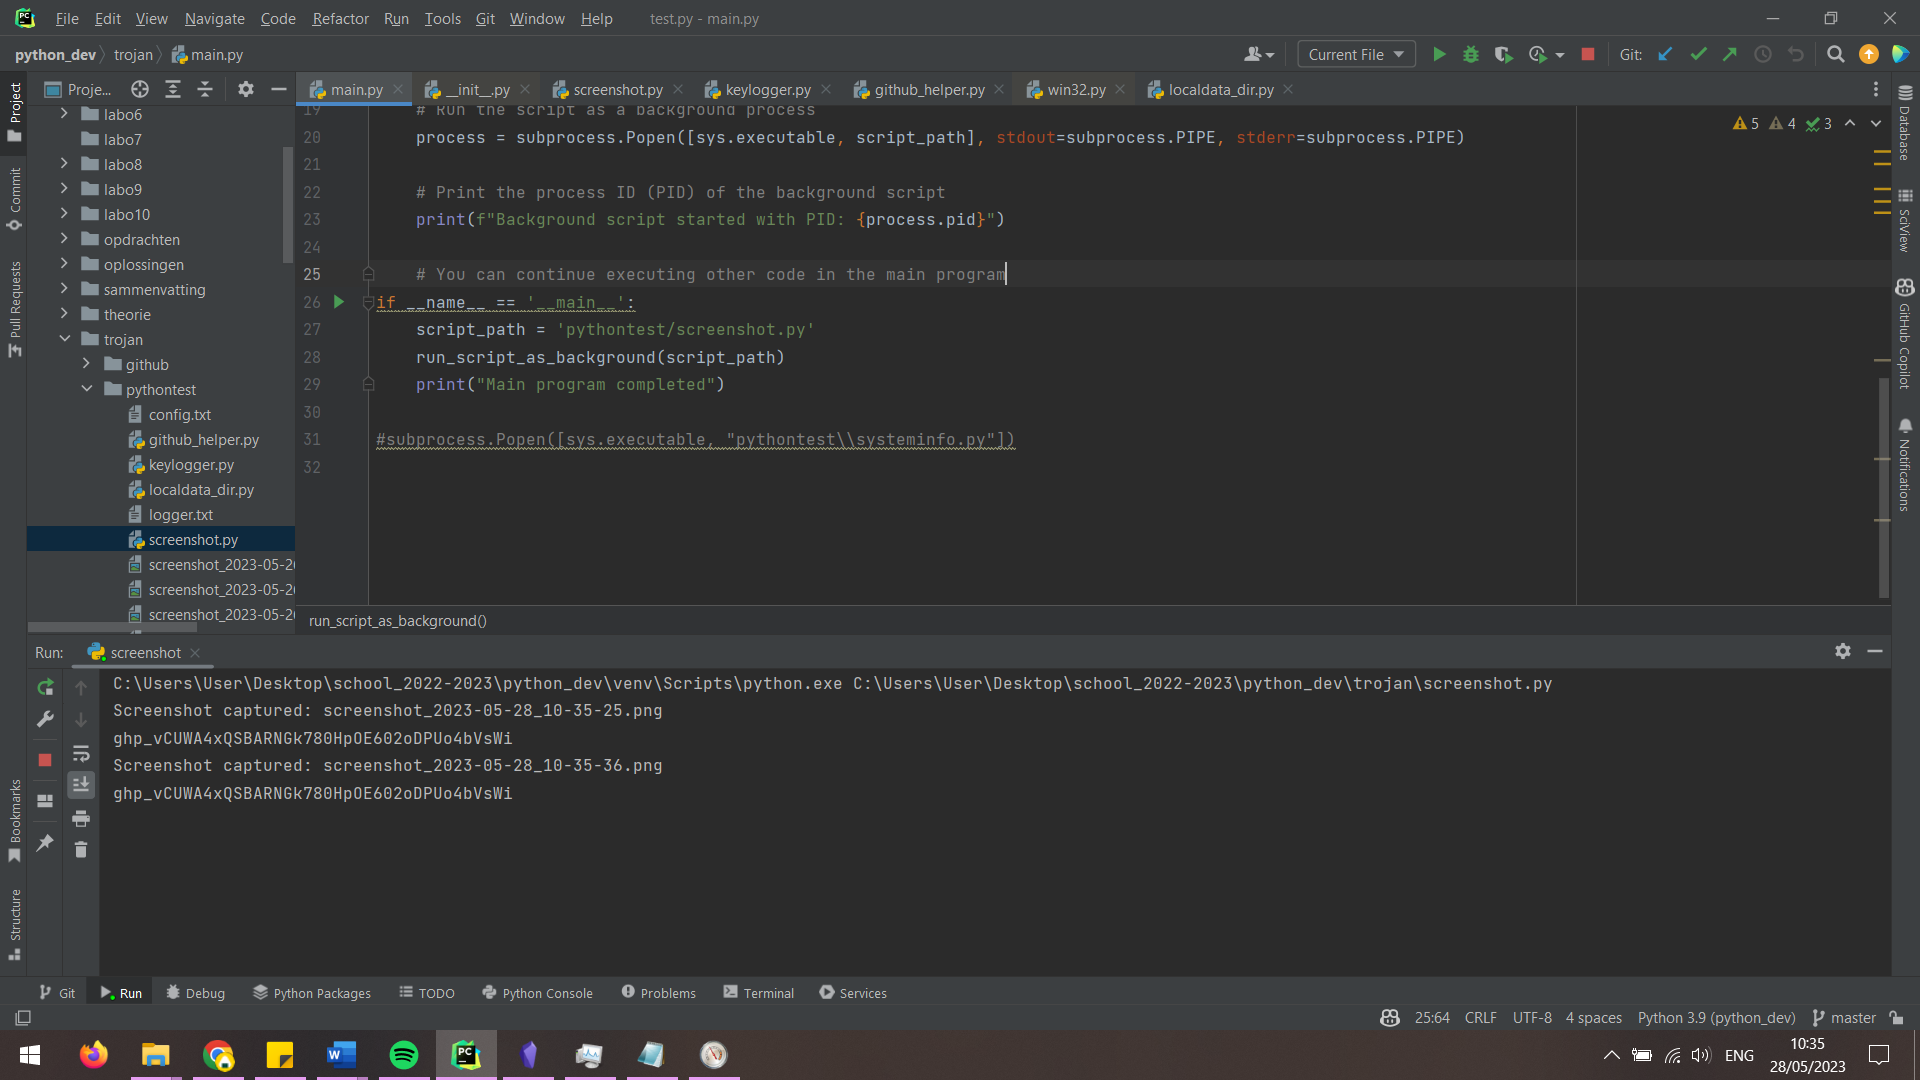 File Edit View Navigate Code Refactor Run Tools Git Window Help test.py - main.py
python_dev trojan main.py Current File Git:
Project Proje... main.py __init__.py screenshot.py keylogger.py github_helper.py win32.py localdata_dir.py
Commit
Pull Requests
Bookmarks
Structure
labo6
labo7
labo8
labo9
labo10
opdrachten
oplossingen
sammenvatting
theorie
trojan
github
pythontest
config.txt
github_helper.py
keylogger.py
localdata_dir.py
logger.txt
screenshot.py
screenshot_2023-05-2
screenshot_2023-05-2
screenshot_2023-05-2
19 # Run the script as a background process
20 process = subprocess.Popen([sys.executable, script_path], stdout=subprocess.PIPE, stderr=subprocess.PIPE)
21
22 # Print the process ID (PID) of the background script
23 print(f"Background script started with PID: {process.pid}")
24
25 # You can continue executing other code in the main program
26 if __name__ == '__main__':
27 script_path = 'pythontest/screenshot.py'
28 run_script_as_background(script_path)
29 print("Main program completed")
30
31 #subprocess.Popen([sys.executable, "pythontest\\systeminfo.py"])
32
5 4 3
Database
SciView
GitHub Copilot
Notifications
run_script_as_background()
Run: screenshot
C:\Users\User\Desktop\school_2022-2023\python_dev\venv\Scripts\python.exe C:\Users\User\Desktop\school_2022-2023\python_dev\trojan\screenshot.py
Screenshot captured: screenshot_2023-05-28_10-35-25.png
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
Screenshot captured: screenshot_2023-05-28_10-35-36.png
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
Git Run Debug Python Packages TODO Python Console Problems Terminal Services
25:64 CRLF UTF-8 4 spaces Python 3.9 (python_dev) master
ENG 10:35
28/05/2023